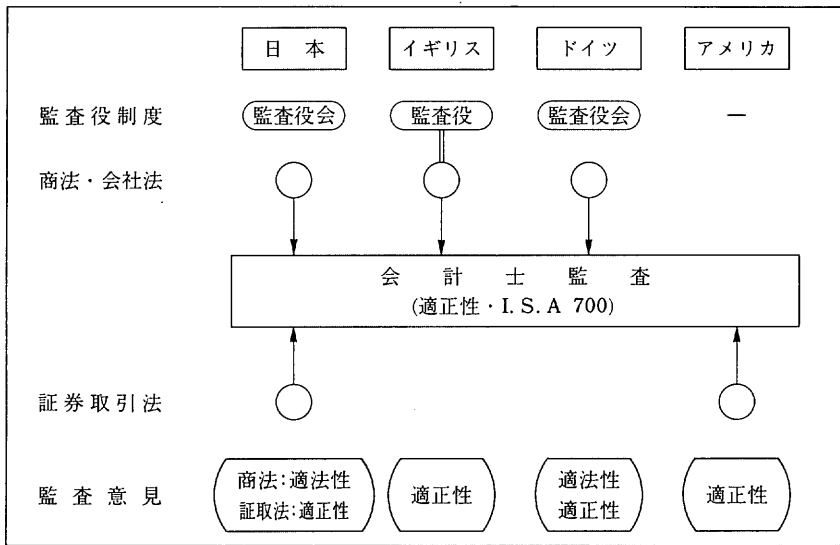 日本 イギリス ドイツ アメリカ
監査役制度 監査役会 監査役 監査役会 —
商法・会社法
会計士監査
(適正性・I. S. A 700)
証券取引法
監査意見
商法:適法性
証取法:適正性
適正性
適法性
適正性
適正性